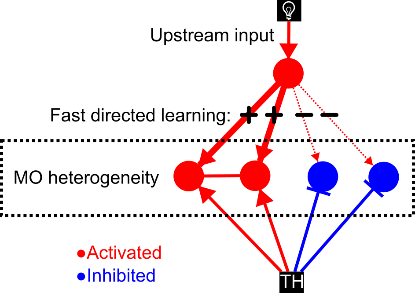 Upstream input
Fast directed learning: + + − −
MO heterogeneity
Activated
Inhibited
TH